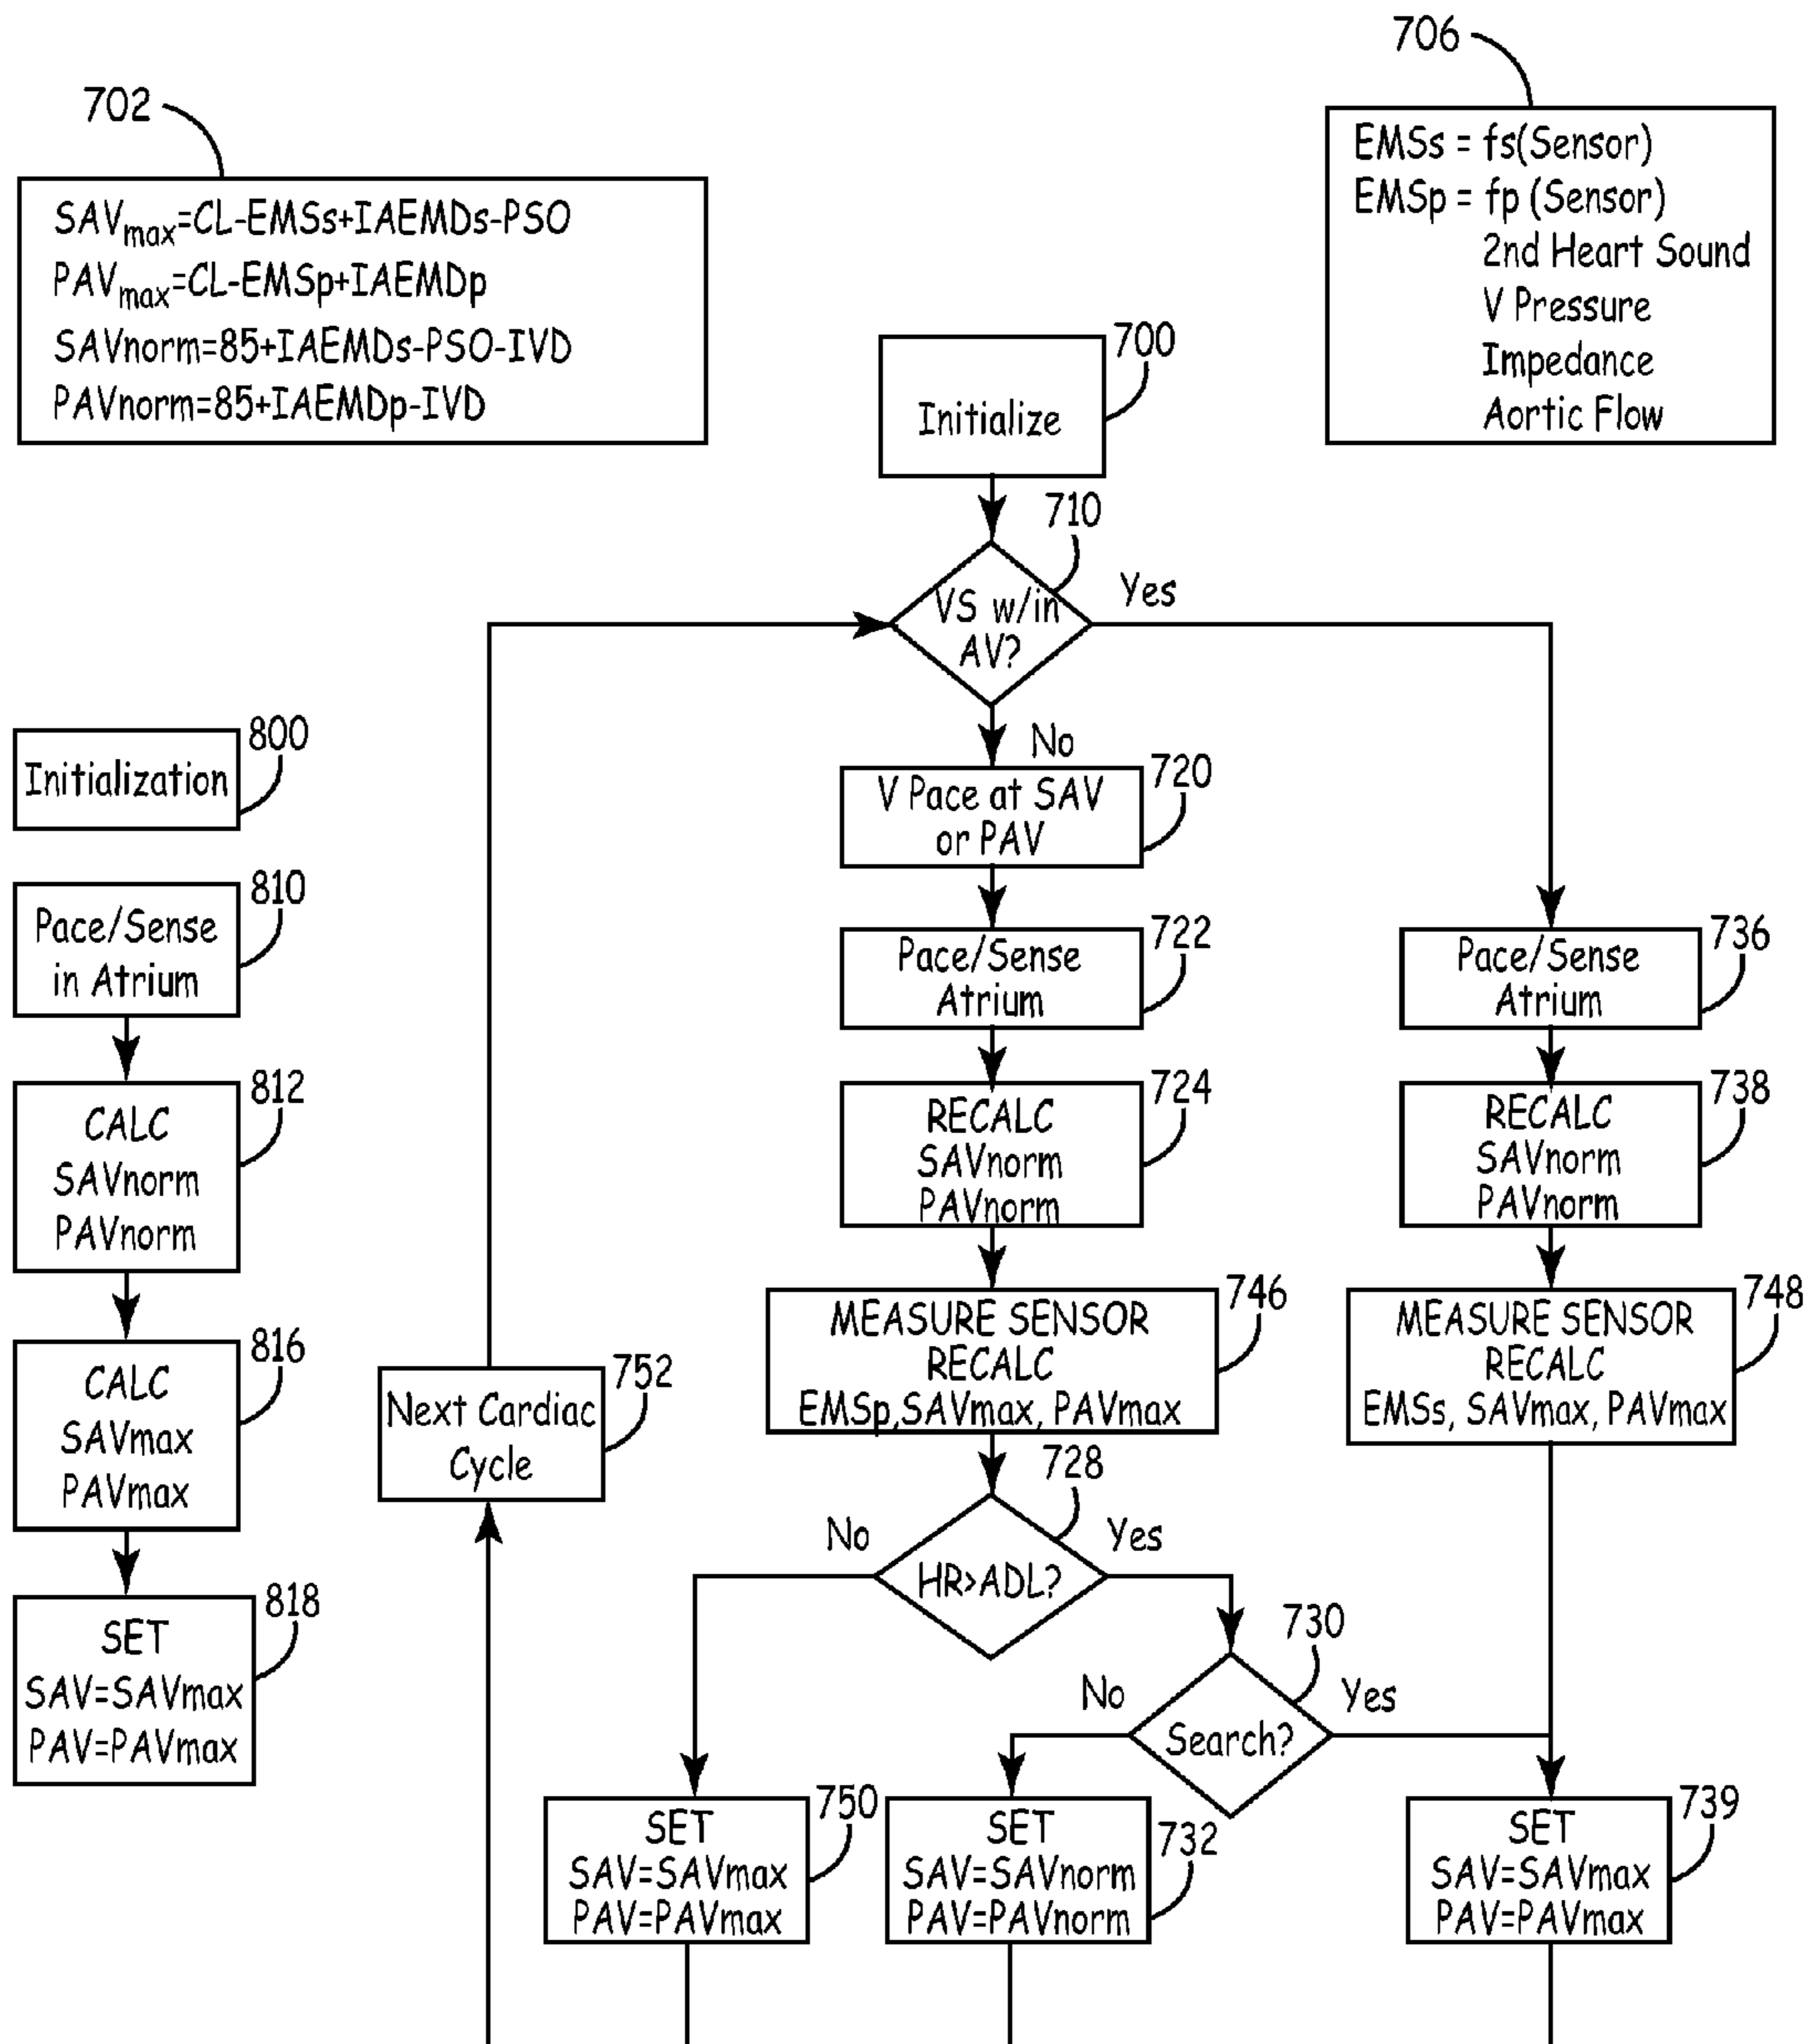 706
702
EMSs = fs(Sensor)
EMSp = fp (Sensor)
2nd Heart Sound
V Pressure
Impedance
Aortic Flow
SAVmax=CL-EMSs+IAEMDs-PSO
PAVmax=CL-EMSp+IAEMDp
SAVnorm=85+IAEMDs-PSO-IVD
PAVnorm=85+IAEMDp-IVD
700
Initialize
710
VS w/in
AV?
Yes
No
800
Initialization
720
V Pace at SAV
or PAV
810
Pace/Sense
in Atrium
722
Pace/Sense
Atrium
736
Pace/Sense
Atrium
812
CALC
SAVnorm
PAVnorm
724
RECALC
SAVnorm
PAVnorm
738
RECALC
SAVnorm
PAVnorm
746
MEASURE SENSOR
RECALC
EMSp,SAVmax, PAVmax
748
MEASURE SENSOR
RECALC
EMSs, SAVmax, PAVmax
816
CALC
SAVmax
PAVmax
752
Next Cardiac
Cycle
728
No
Yes
HR>ADL?
818
SET
SAV=SAVmax
PAV=PAVmax
730
No
Yes
Search?
750
SET
SAV=SAVmax
PAV=PAVmax
732
SET
SAV=SAVnorm
PAV=PAVnorm
739
SET
SAV=SAVmax
PAV=PAVmax